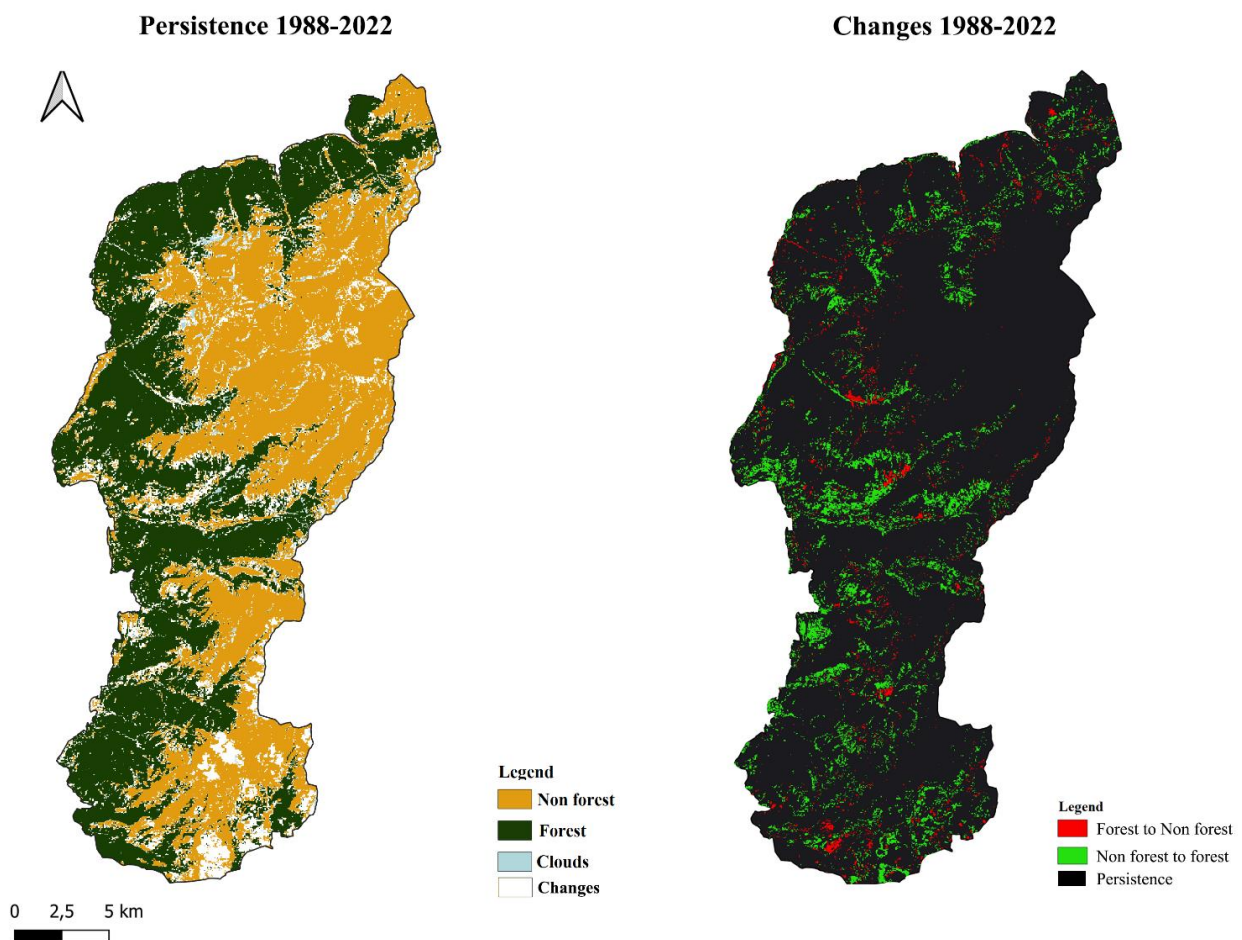 Persistence 1988-2022
Changes 1988-2022
Legend
Non forest
Forest
Clouds
Changes
Legend
Forest to Non forest
Non forest to forest
Persistence
0 2,5 5 km